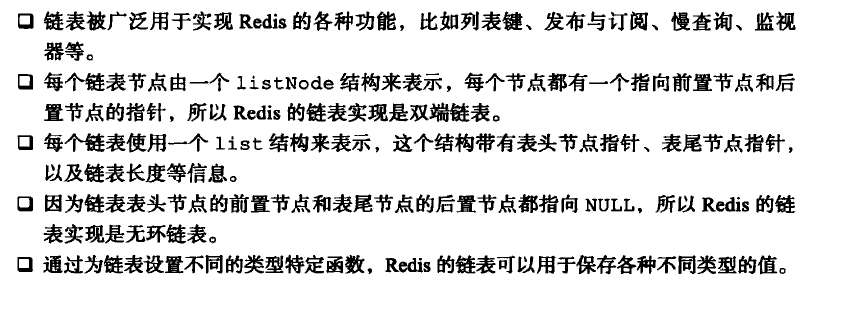 ❑ 链表被广泛用于实现 Redis 的各种功能，比如列表键、发布与订阅、慢查询、监视
器等。
❑ 每个链表节点由一个 listNode 结构来表示，每个节点都有一个指向前置节点和后
置节点的指针，所以 Redis 的链表实现是双端链表。
❑ 每个链表使用一个 list 结构来表示，这个结构带有表头节点指针、表尾节点指针，
以及链表长度等信息。
❑ 因为链表表头节点的前置节点和表尾节点的后置节点都指向 NULL，所以 Redis 的链
表实现是无环链表。
❑ 通过为链表设置不同的类型特定函数，Redis 的链表可以用于保存各种不同类型的值。